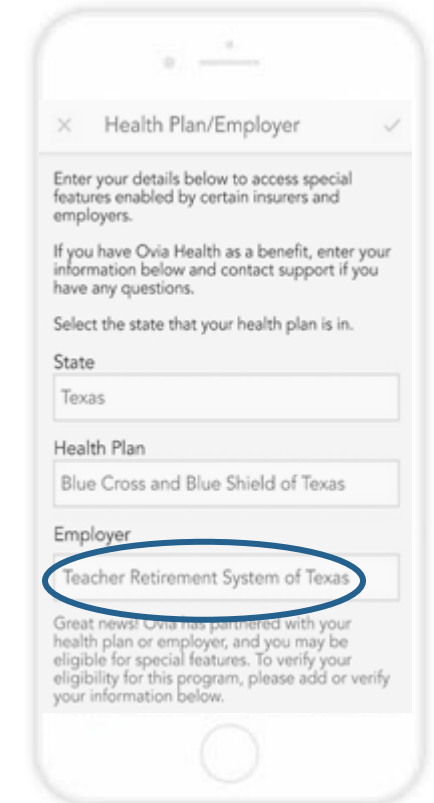 Health Plan/Employer
Enter your details below to access special
features enabled by certain insurers and
employers.
If you have Ovia Health as a benefit, enter your
information below and contact support if you
have any questions.
Select the state that your health plan is in.
State
Texas
Health Plan
Blue Cross and Blue Shield of Texas
Employer
Teacher Retirement System of Texas
Great news! Ovia has partnered with your
health plan or employer, and you may be
eligible for special features. To verify your
eligibility for this program, please add or verify
your information below.